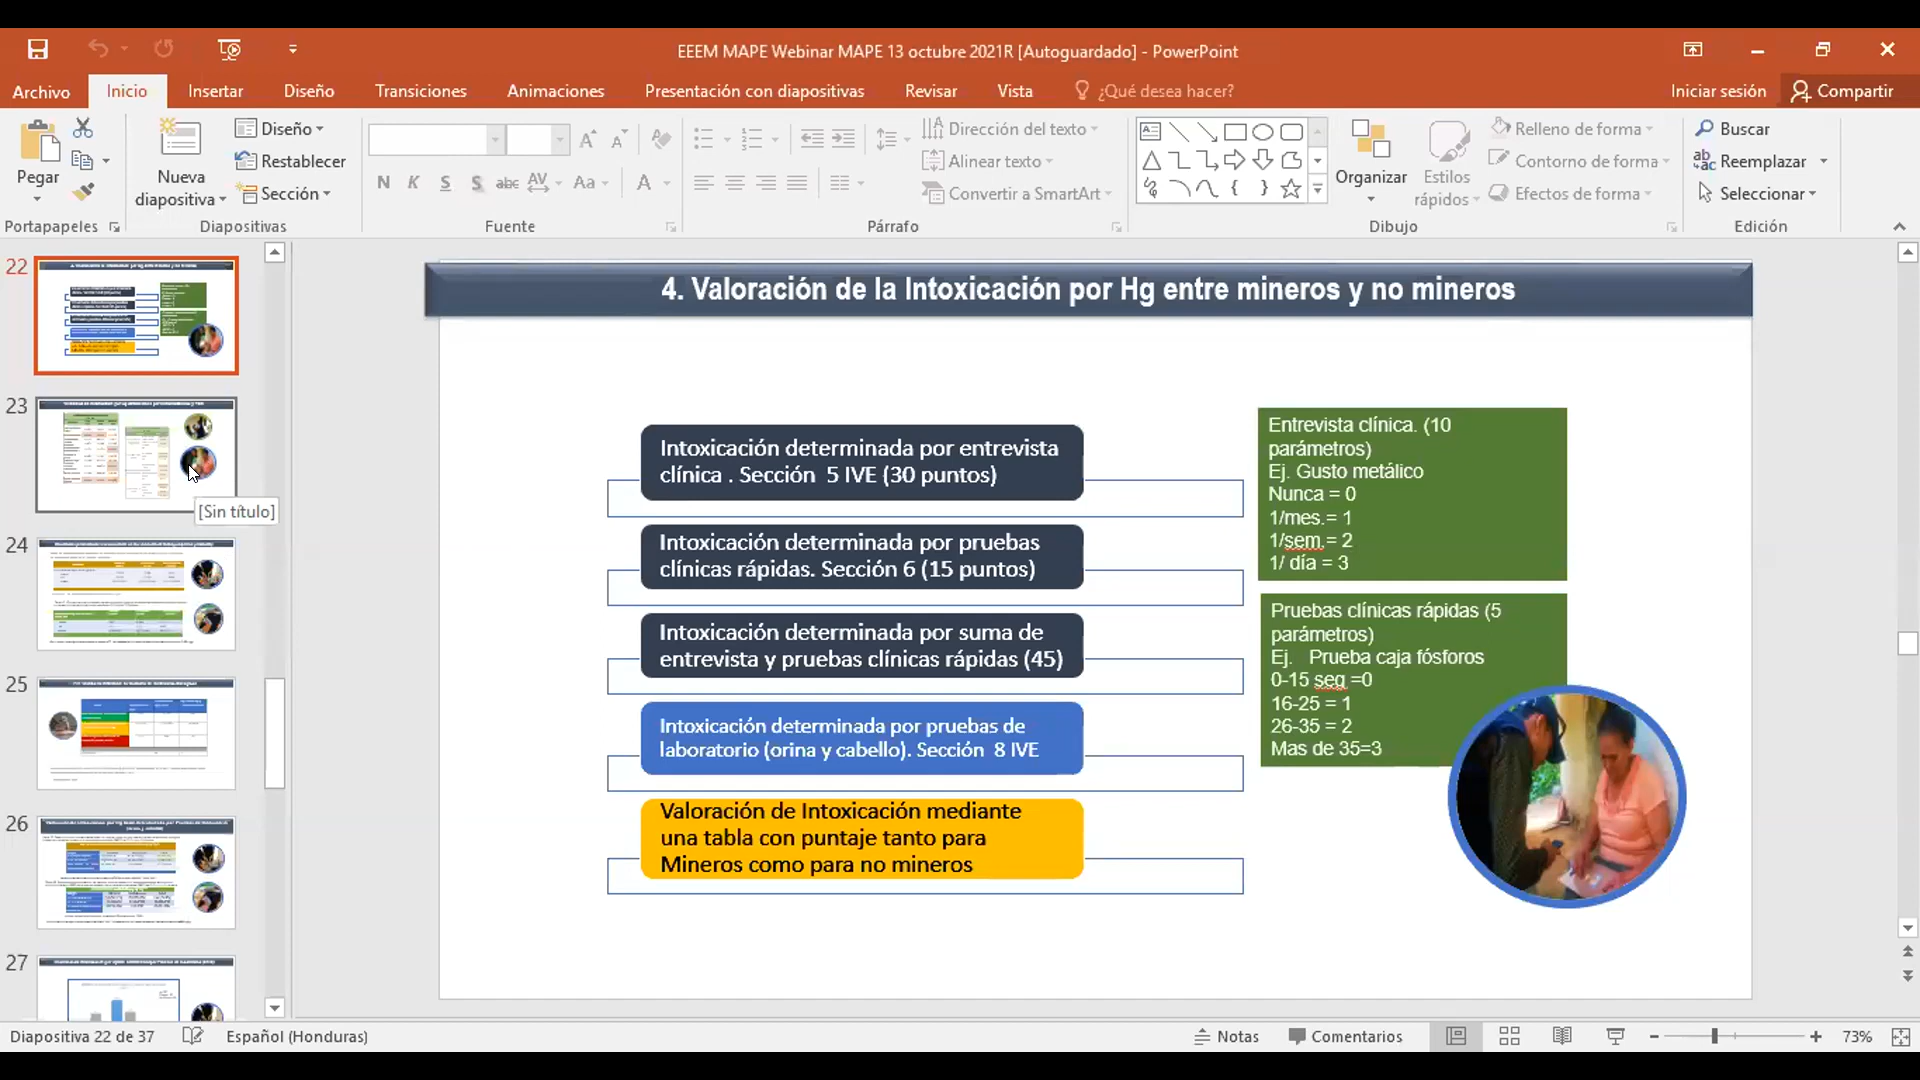 EEEM MAPE Webinar MAPE 13 octubre 2021R [Autoguardado] - PowerPoint
Archivo Inicio Insertar Diseño Transiciones Animaciones Presentación con diapositivas Revisar Vista ¿Qué desea hacer? Iniciar sesión Compartir
Pegar
Portapapeles
Nueva diapositiva
Diseño
Restablecer
Sección
Diapositivas
N K S S abc AV Aa A
Fuente
Dirección del texto
Alinear texto
Convertir a SmartArt
Párrafo
Organizar
Estilos rápidos
Relleno de forma
Contorno de forma
Efectos de forma
Dibujo
Buscar
Reemplazar
Seleccionar
Edición
22
23
[Sin título]
24
25
26
27
4. Valoración de la Intoxicación por Hg entre mineros y no mineros
Intoxicación determinada por entrevista
clínica . Sección 5 IVE (30 puntos)
Intoxicación determinada por pruebas
clínicas rápidas. Sección 6 (15 puntos)
Intoxicación determinada por suma de
entrevista y pruebas clínicas rápidas (45)
Intoxicación determinada por pruebas de
laboratorio (orina y cabello). Sección 8 IVE
Valoración de Intoxicación mediante
una tabla con puntaje tanto para
Mineros como para no mineros
Entrevista clínica. (10
parámetros)
Ej. Gusto metálico
Nunca = 0
1/mes.= 1
1/sem.= 2
1/ día = 3
Pruebas clínicas rápidas (5
parámetros)
Ej. Prueba caja fósforos
0-15 seg =0
16-25 = 1
26-35 = 2
Mas de 35=3
Diapositiva 22 de 37 Español (Honduras) Notas Comentarios 73%